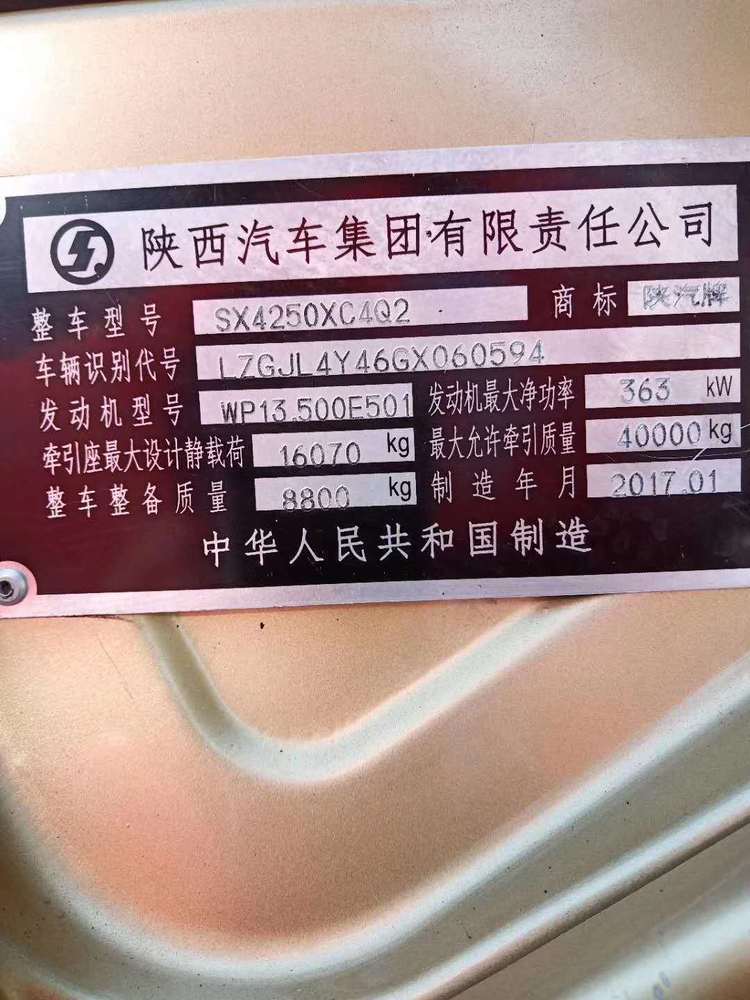 陕西汽车集团有限责任公司
整车型号 SX4250XC4Q2 商标 陕汽牌
车辆识别代号 LZGJL4Y46GX060594
发动机型号 WP13.500E501 发动机最大净功率 363 kW
牵引座最大设计静载荷 16070 kg 最大允许牵引质量 40000 kg
整车整备质量 8800 kg 制造年月 2017.01
中华人民共和国制造